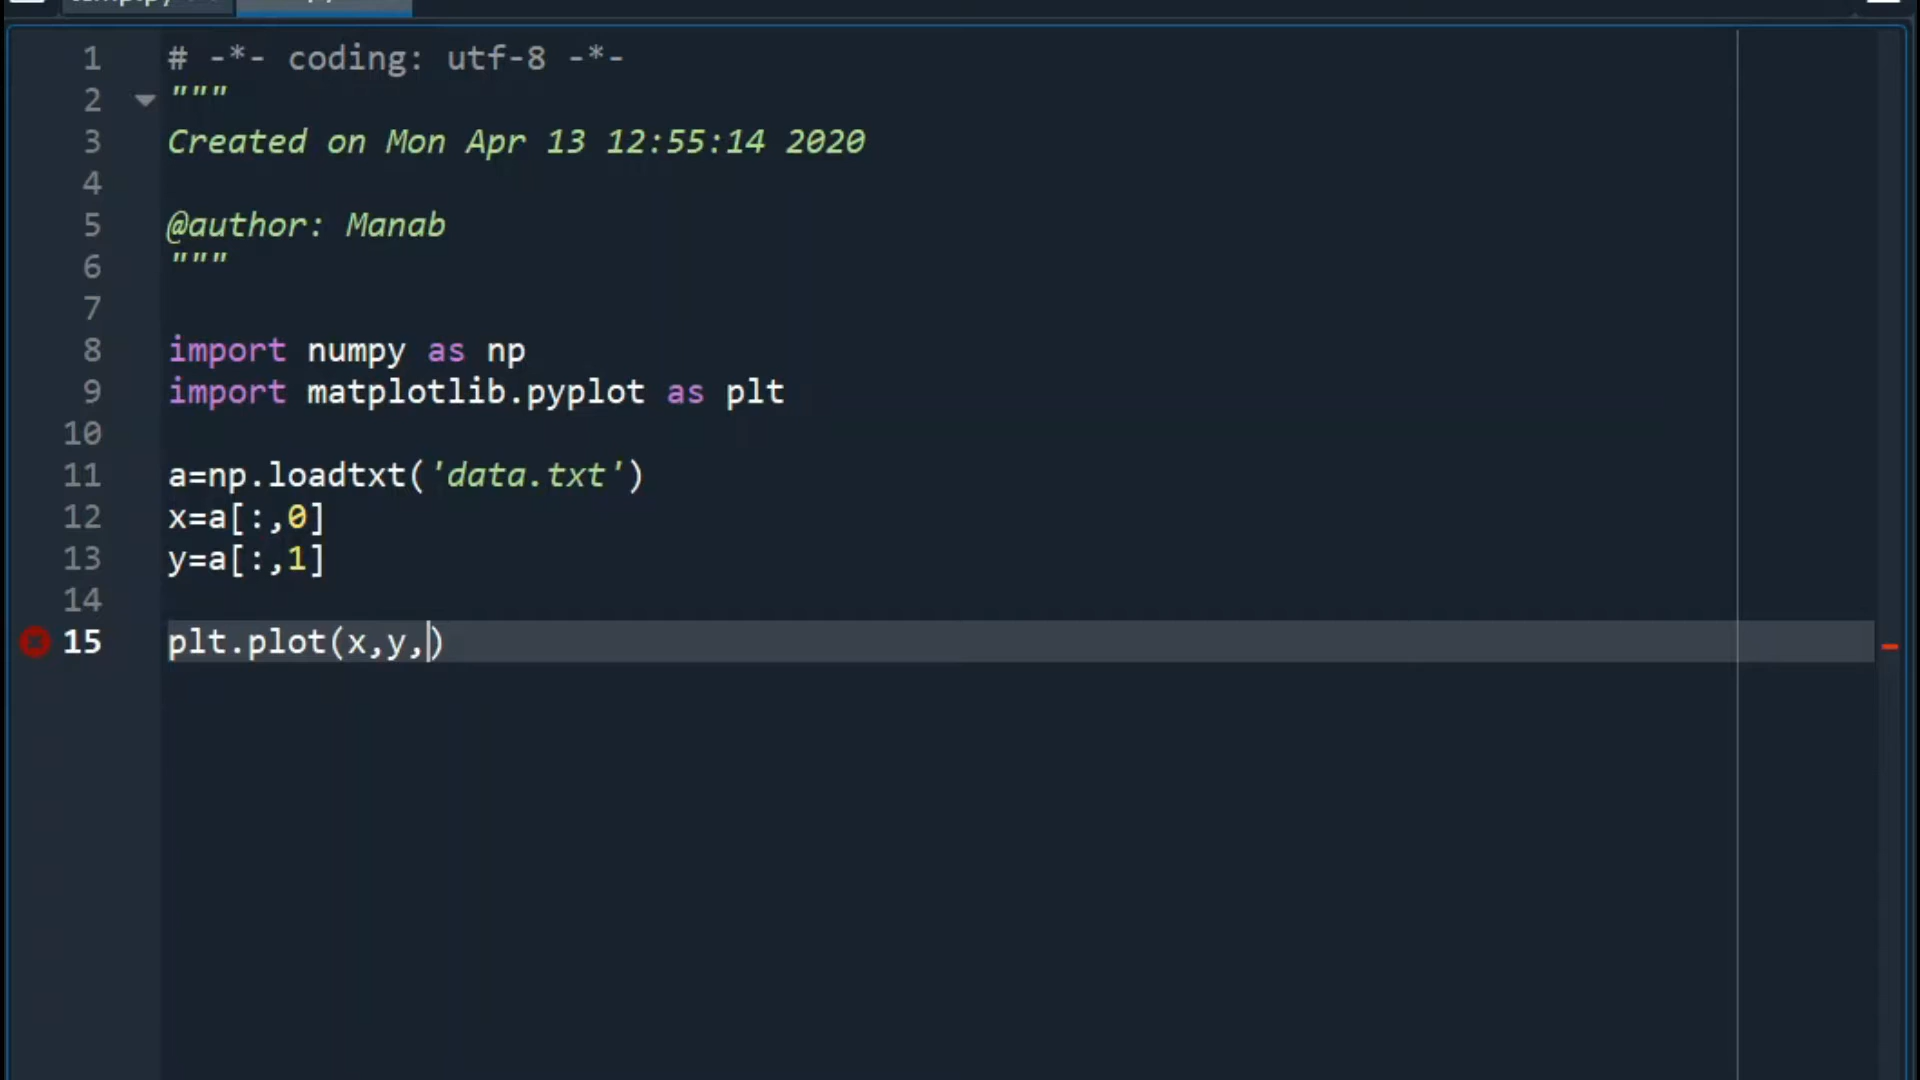 1 # -*- coding: utf-8 -*-
2 """
3 Created on Mon Apr 13 12:55:14 2020
4
5 @author: Manab
6 """
7
8 import numpy as np
9 import matplotlib.pyplot as plt
10
11 a=np.loadtxt('data.txt')
12 x=a[:,0]
13 y=a[:,1]
14
15 plt.plot(x,y,)